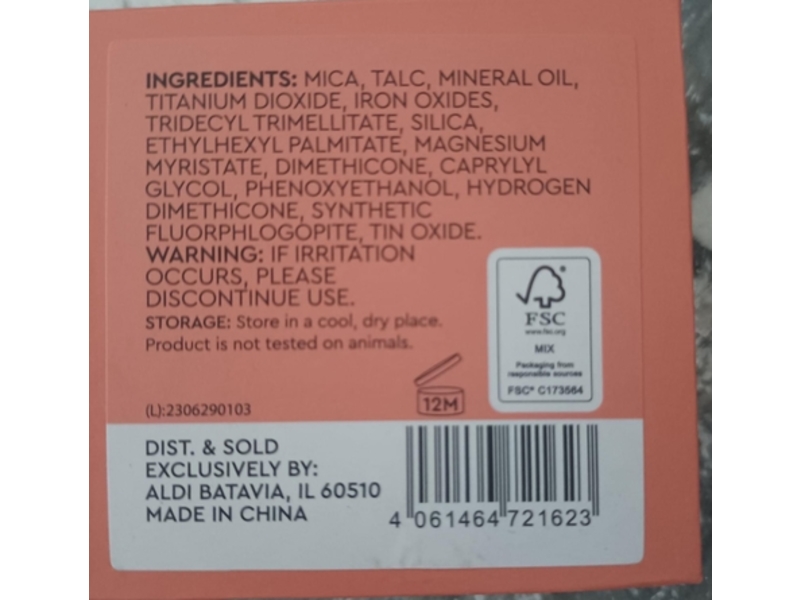 INGREDIENTS: MICA, TALC, MINERAL OIL,
TITANIUM DIOXIDE, IRON OXIDES,
TRIDECYL TRIMELLITATE, SILICA,
ETHYLHEXYL PALMITATE, MAGNESIUM
MYRISTATE, DIMETHICONE, CAPRYLYL
GLYCOL, PHENOXYETHANOL, HYDROGEN
DIMETHICONE, SYNTHETIC
FLUORPHLOGOPITE, TIN OXIDE.
WARNING: IF IRRITATION
OCCURS, PLEASE
DISCONTINUE USE.
STORAGE: Store in a cool, dry place.
Product is not tested on animals.
(L):2306290103
12M
FSC
www.fsc.org
MIX
Packaging from
responsible sources
FSC® C173564
DIST. & SOLD
EXCLUSIVELY BY:
ALDI BATAVIA, IL 60510
MADE IN CHINA
4 061464 721623